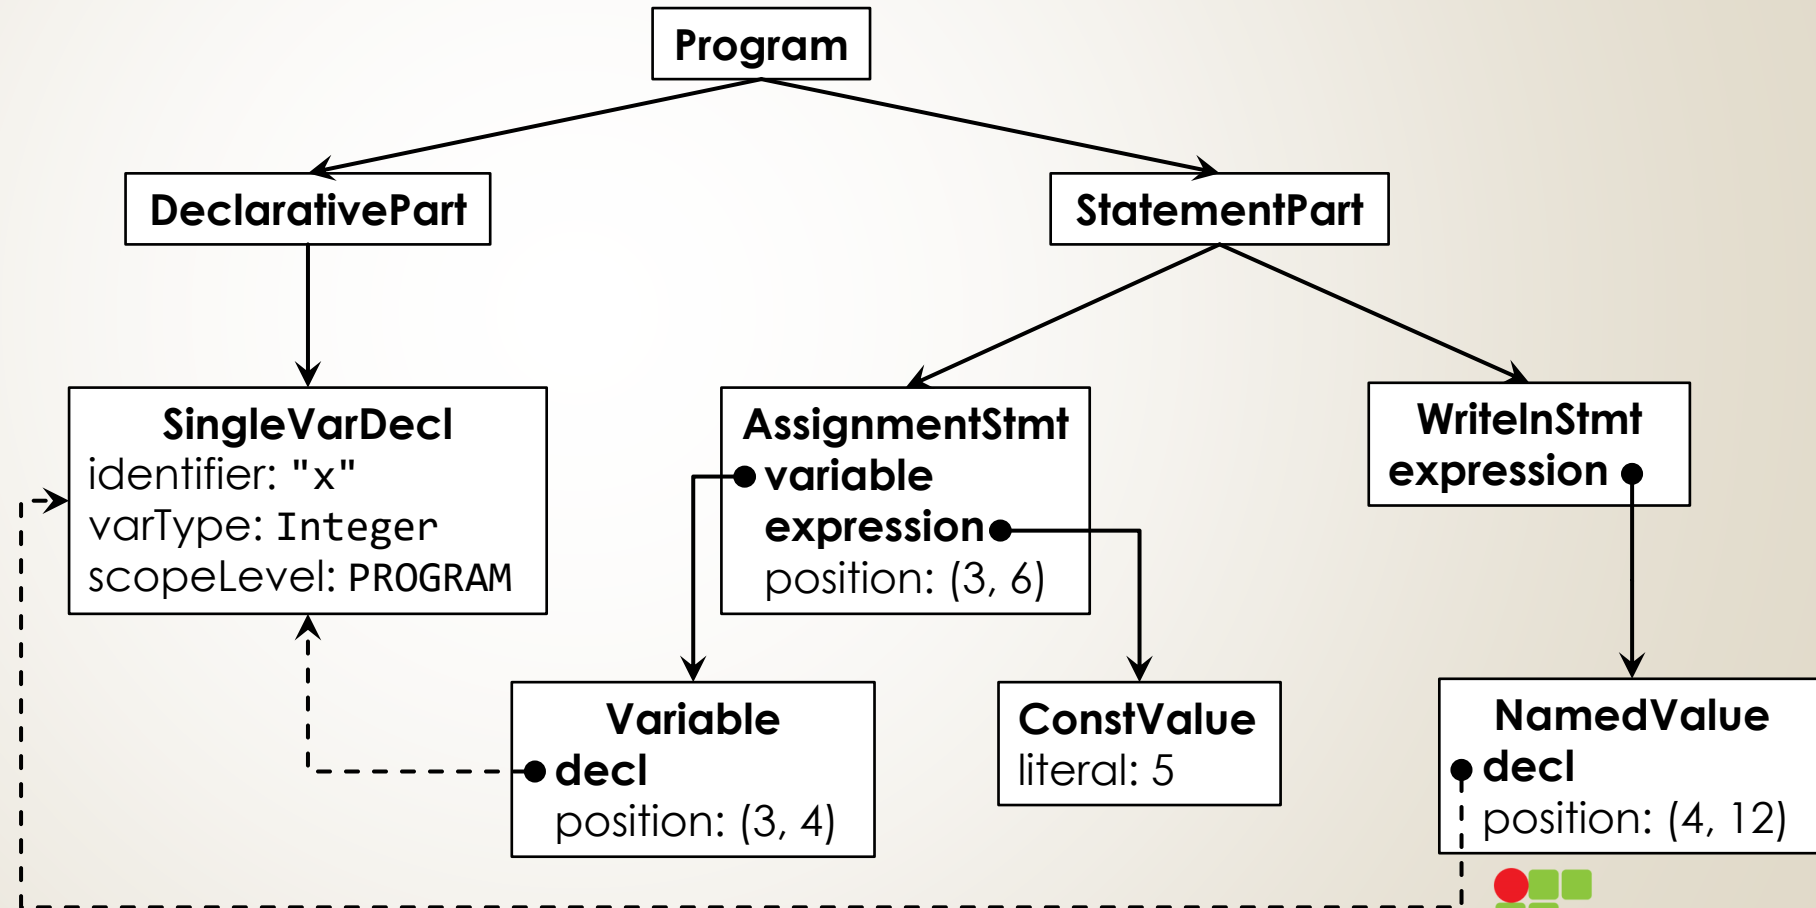 Program
DeclarativePart
StatementPart
SingleVarDecl
identifier: "x"
varType: Integer
scopeLevel: PROGRAM
AssignmentStmt
variable
expression
position: (3, 6)
WritelnStmt
expression
Variable
decl
position: (3, 4)
ConstValue
literal: 5
NamedValue
decl
position: (4, 12)